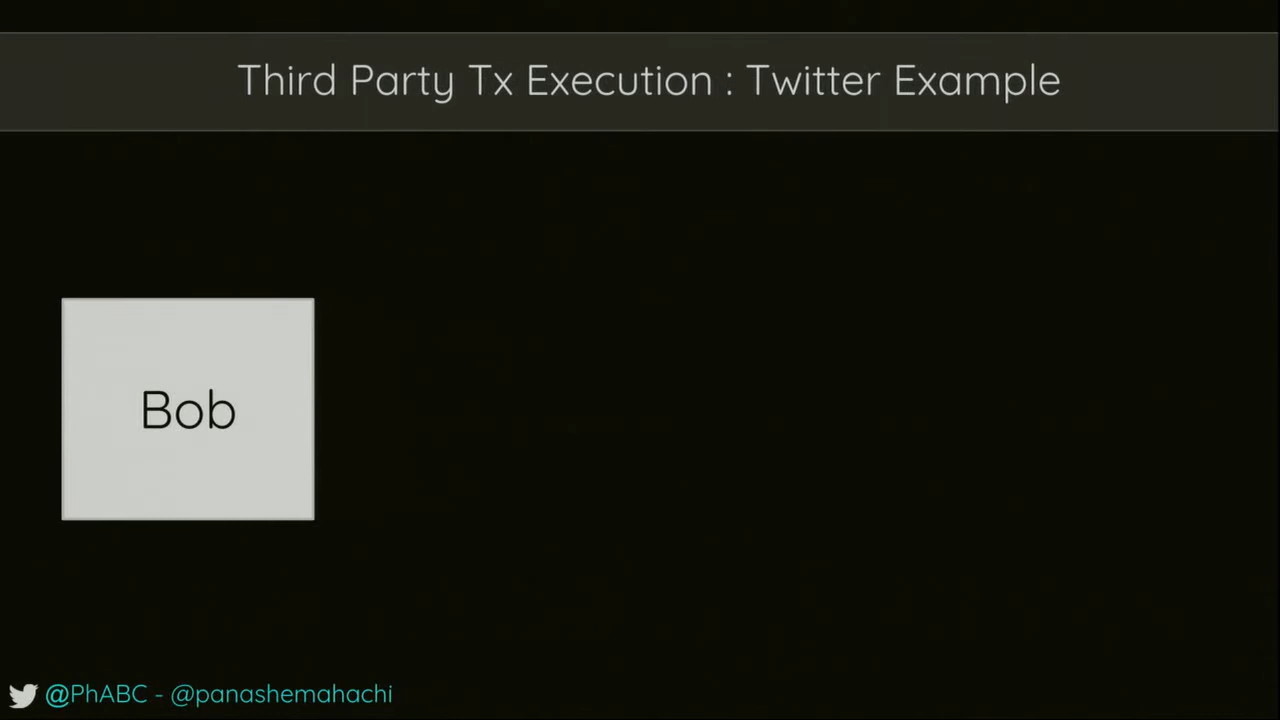 Third Party Tx Execution : Twitter Example
Bob
@PhABC - @panashemahachi